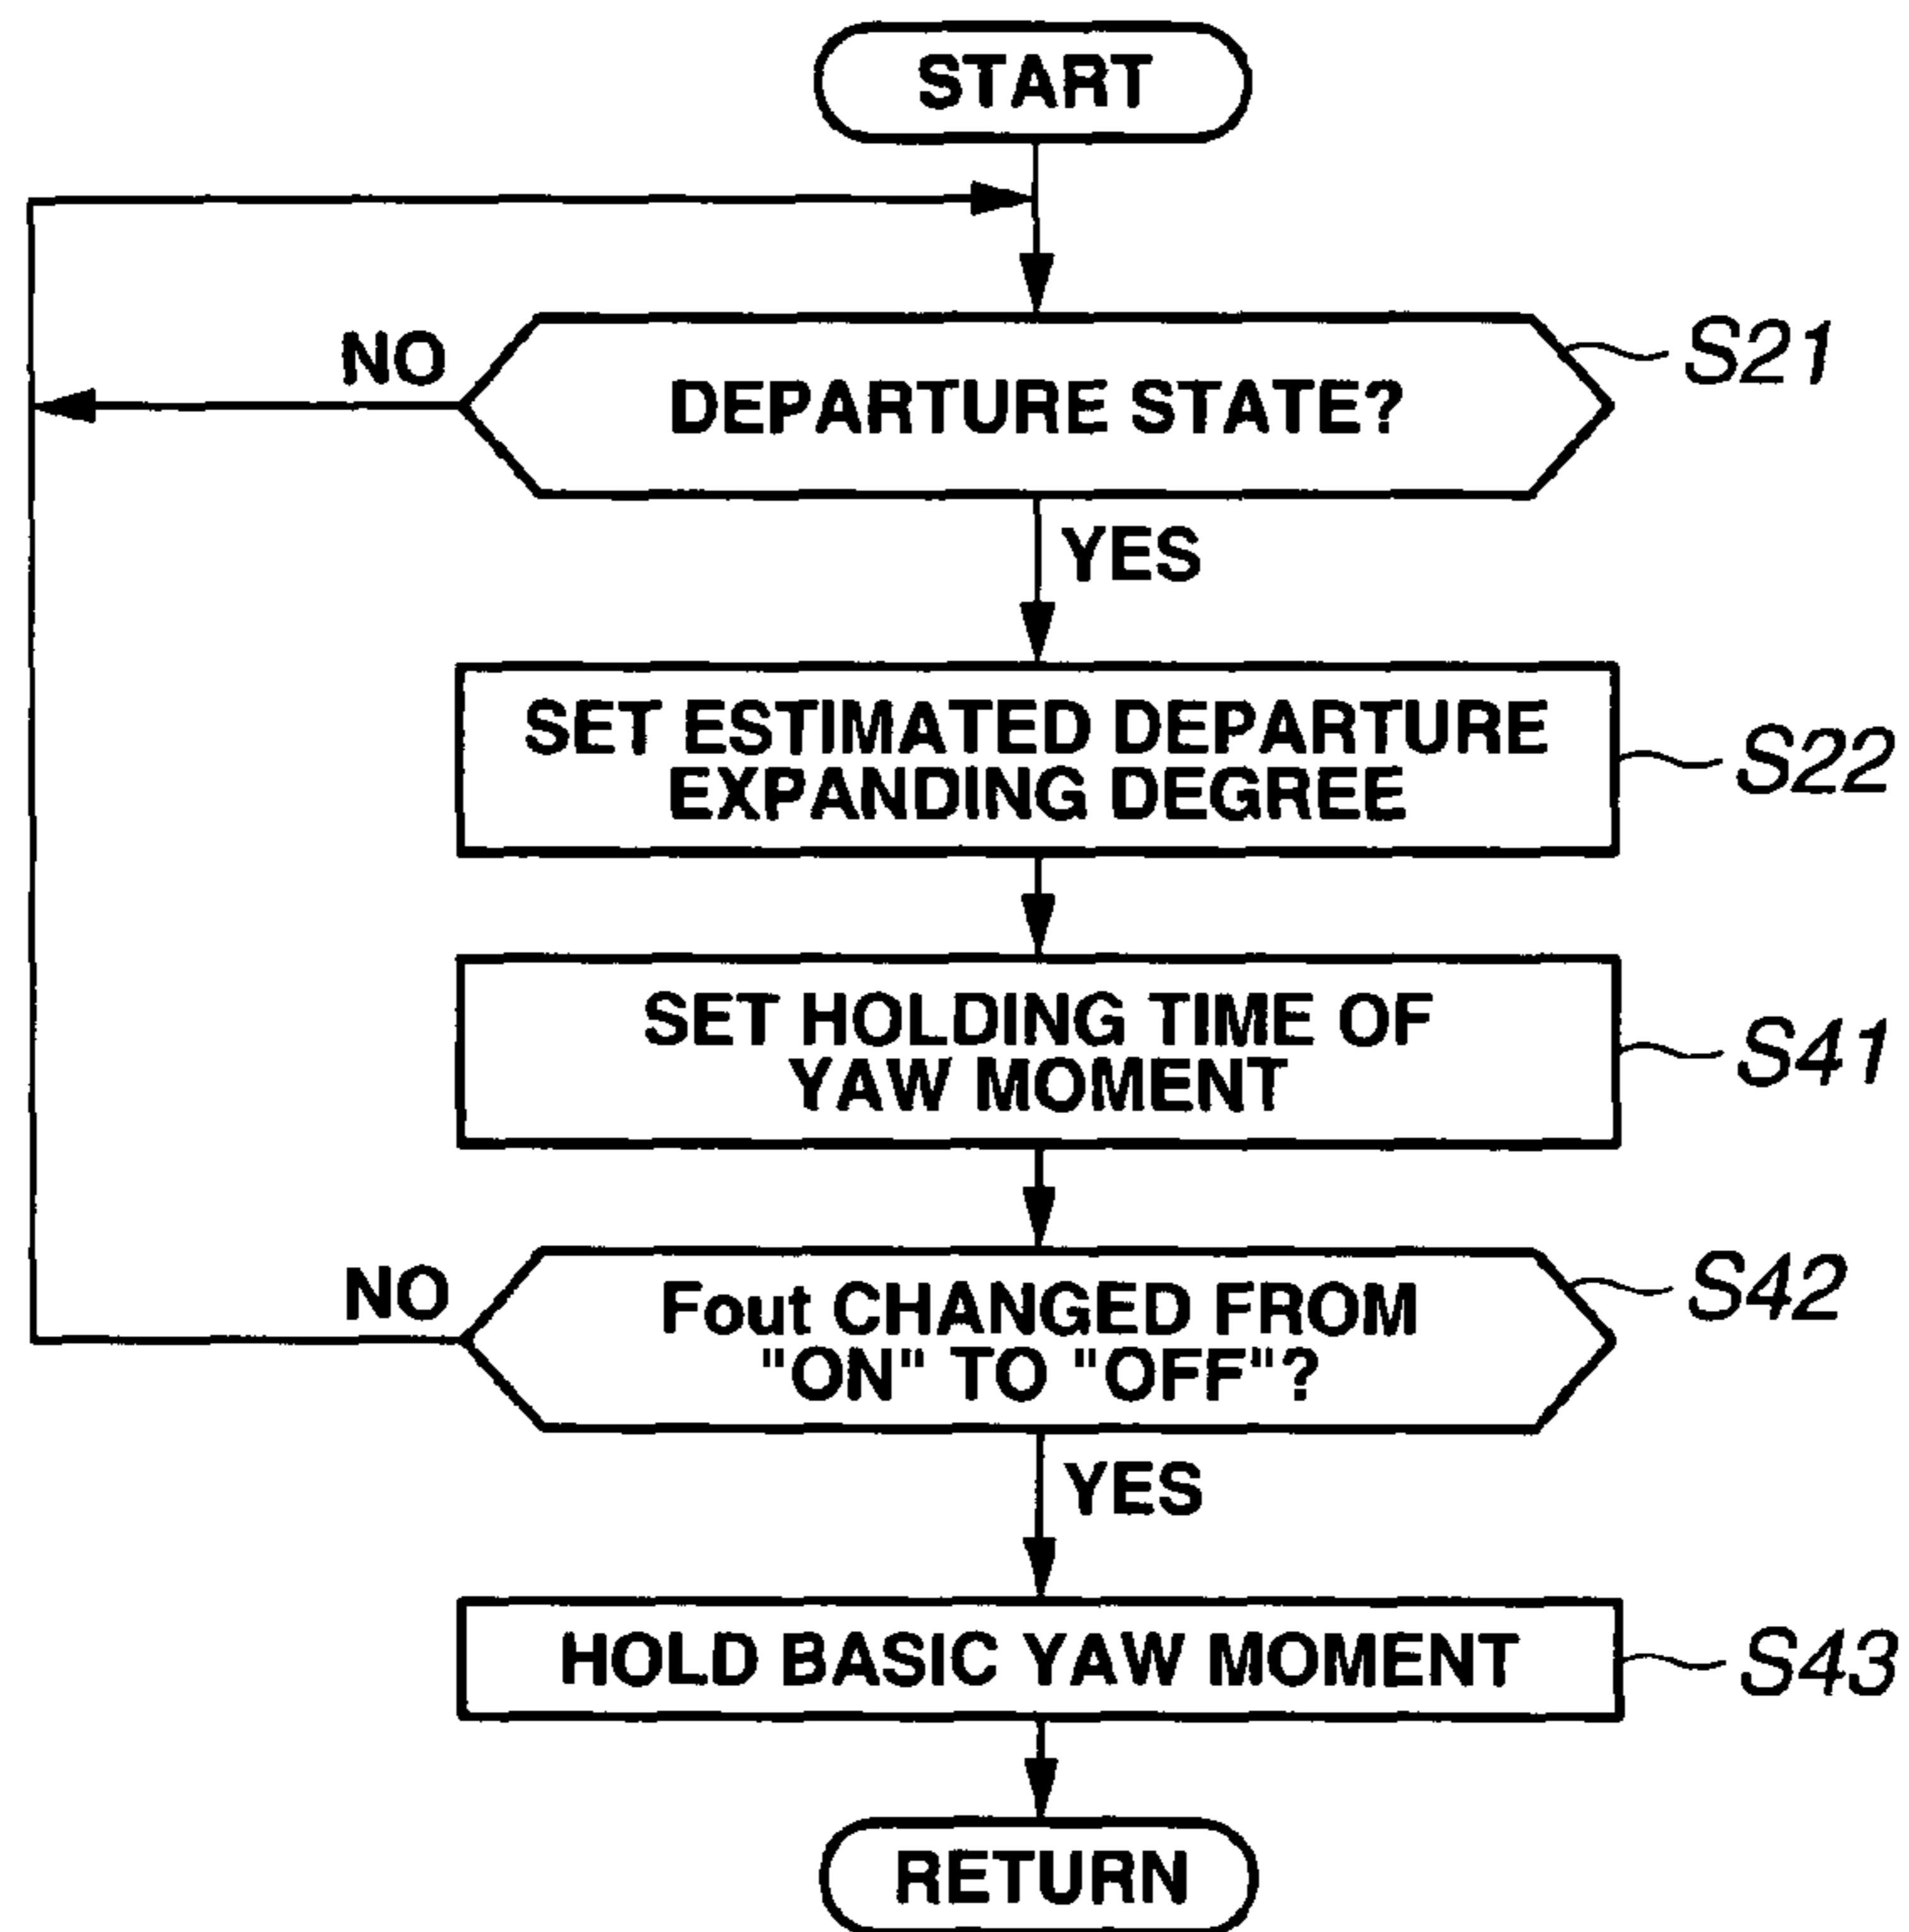 START
NO
S21
DEPARTURE STATE?
YES
SET ESTIMATED DEPARTURE
EXPANDING DEGREE
S22
SET HOLDING TIME OF
YAW MOMENT
S41
NO
Fout CHANGED FROM
"ON" TO "OFF"?
S42
YES
HOLD BASIC YAW MOMENT
S43
RETURN